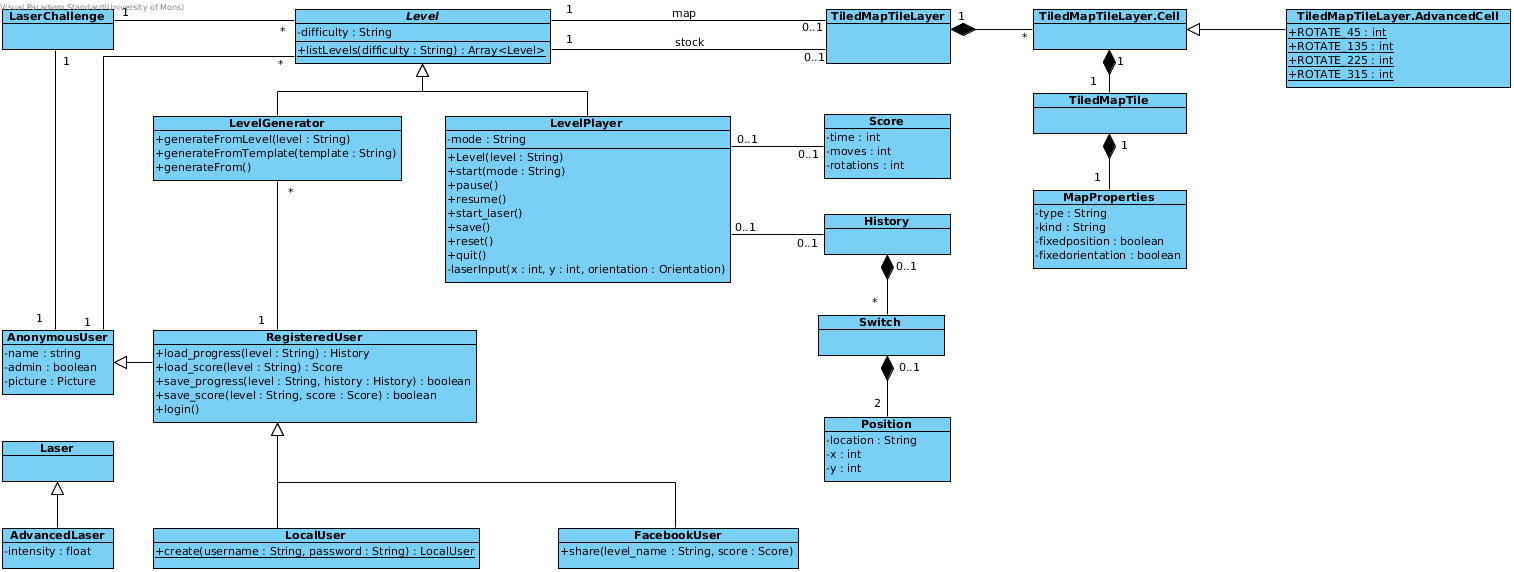 Visual Paradigm Standard(University of Mons)
LaserChallenge
1
*
Level
-difficulty : String
+listLevels(difficulty : String) : Array<Level>
1
map
0..1
1
stock
0..1
TiledMapTileLayer
1
*
TiledMapTileLayer.Cell
TiledMapTileLayer.AdvancedCell
+ROTATE_45 : int
+ROTATE_135 : int
+ROTATE_225 : int
+ROTATE_315 : int
1
*
1
1
TiledMapTile
1
1
MapProperties
-type : String
-kind : String
-fixedposition : boolean
-fixedorientation : boolean
LevelGenerator
+generateFromLevel(level : String)
+generateFromTemplate(template : String)
+generateFrom()
*
1
LevelPlayer
-mode : String
+Level(level : String)
+start(mode : String)
+pause()
+resume()
+start_laser()
+save()
+reset()
+quit()
-laserInput(x : int, y : int, orientation : Orientation)
0..1
0..1
Score
-time : int
-moves : int
-rotations : int
0..1
0..1
History
0..1
*
Switch
0..1
2
Position
-location : String
-x : int
-y : int
1
1
AnonymousUser
-name : string
-admin : boolean
-picture : Picture
RegisteredUser
+load_progress(level : String) : History
+load_score(level : String) : Score
+save_progress(level : String, history : History) : boolean
+save_score(level : String, score : Score) : boolean
+login()
Laser
AdvancedLaser
-intensity : float
LocalUser
+create(username : String, password : String) : LocalUser
FacebookUser
+share(level_name : String, score : Score)